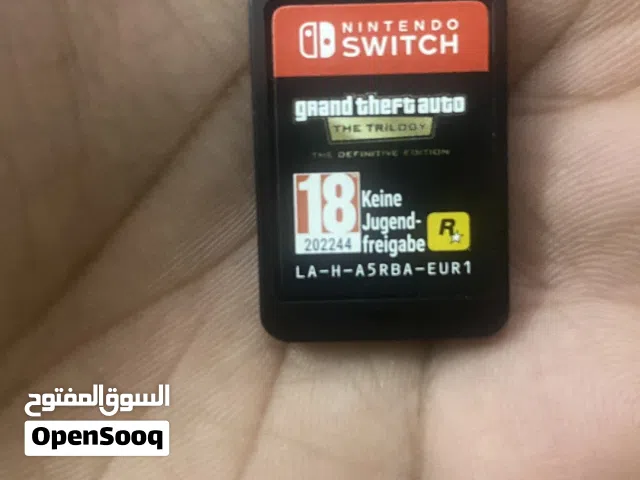 NINTENDO
SWITCH
grand theft auto
THE TRILOGY
THE DEFINITIVE EDITION
18
202244
Keine
Jugend-
freigabe
R
LA-H-A5RBA-EUR1
السوق المفتوح
OpenSooq